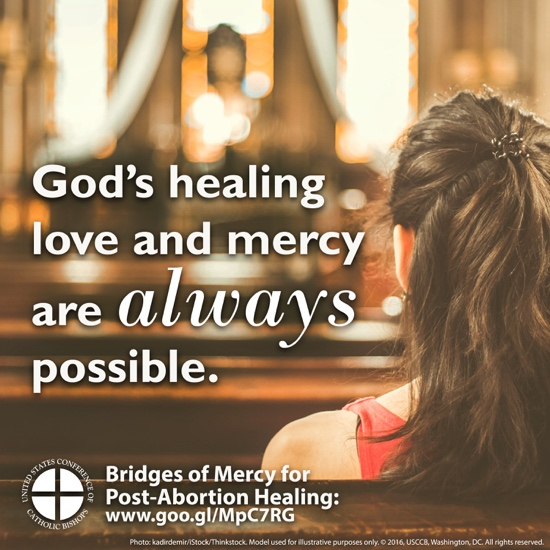 God's healing
love and mercy
are always
possible.
UNITED STATES CONFERENCE OF
CATHOLIC BISHOPS
Bridges of Mercy for
Post-Abortion Healing:
www.goo.gl/MpC7RG
Photo: kadirdemir/iStock/Thinkstock. Model used for illustrative purposes only, © 2016, USCCB, Washington, DC. All rights reserved.